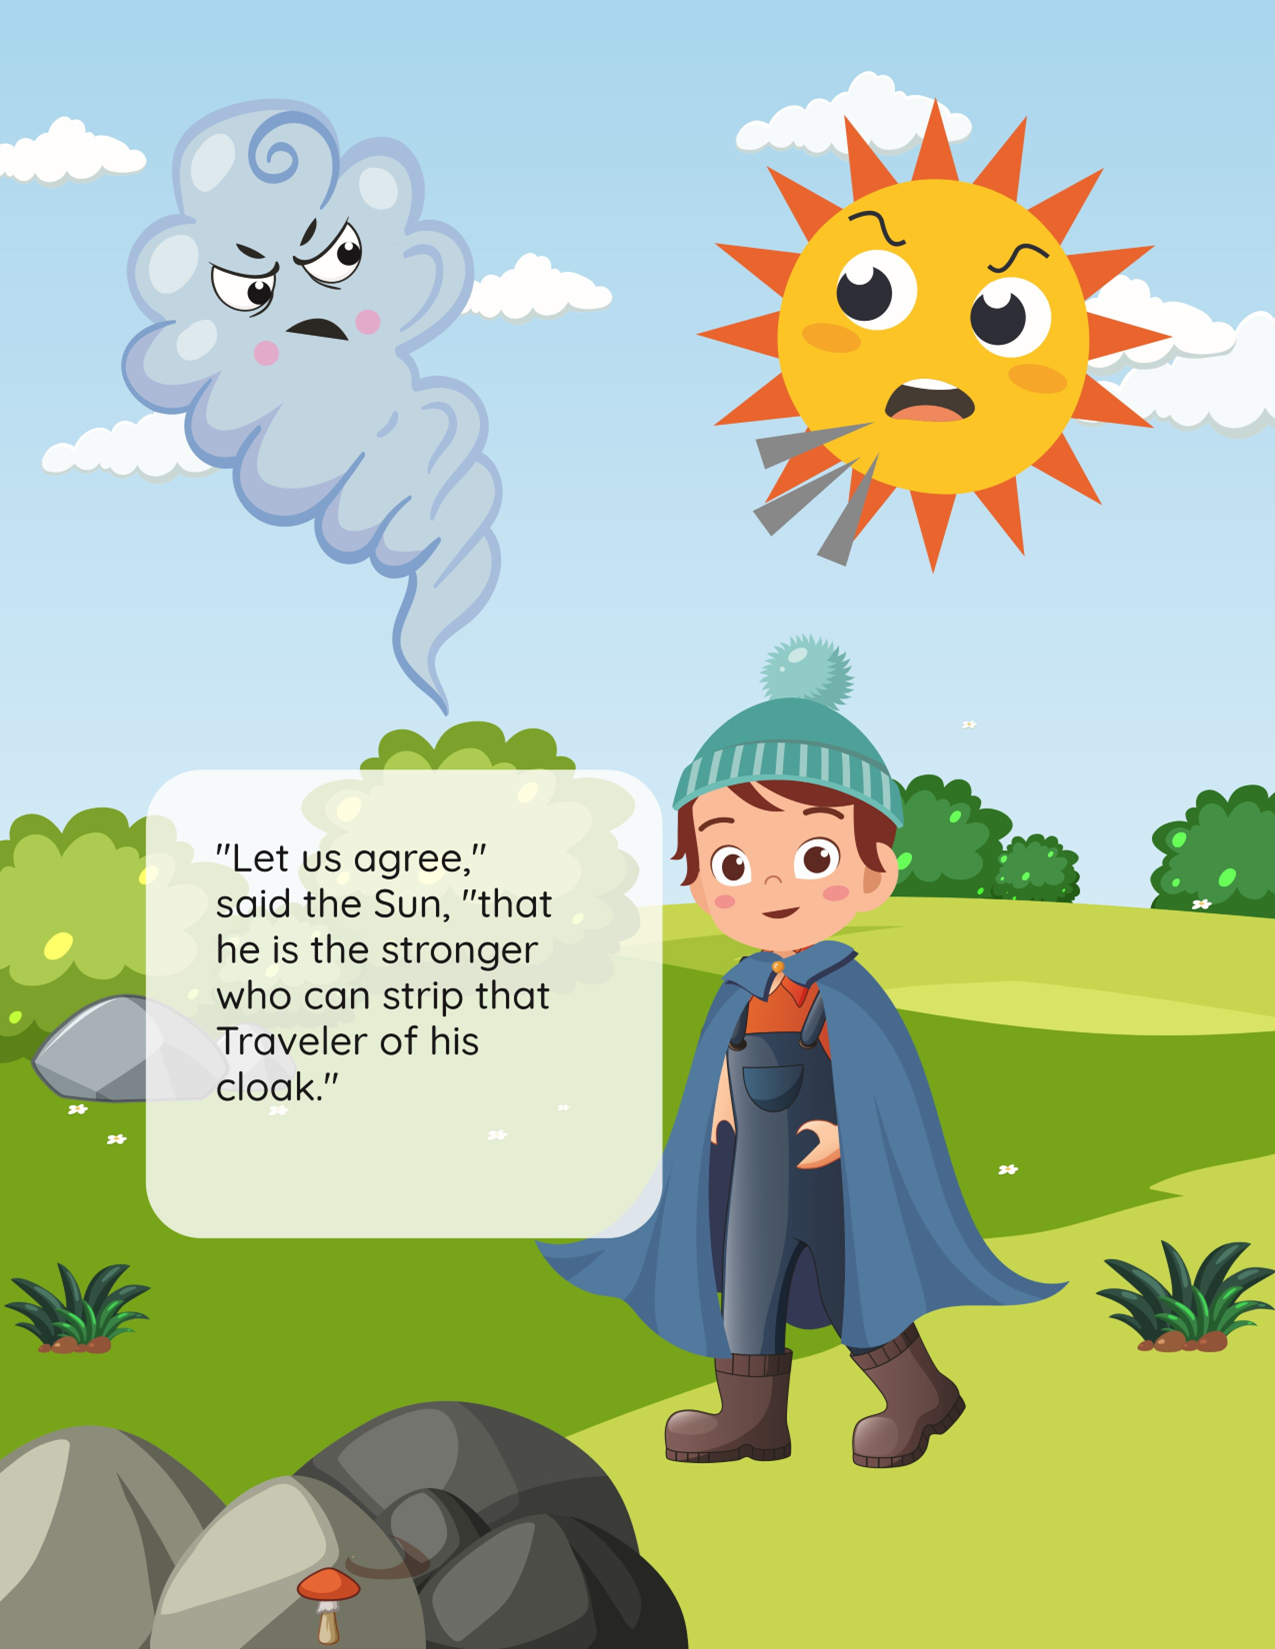 "Let us agree,"
said the Sun, "that
he is the stronger
who can strip that
Traveler of his
cloak."